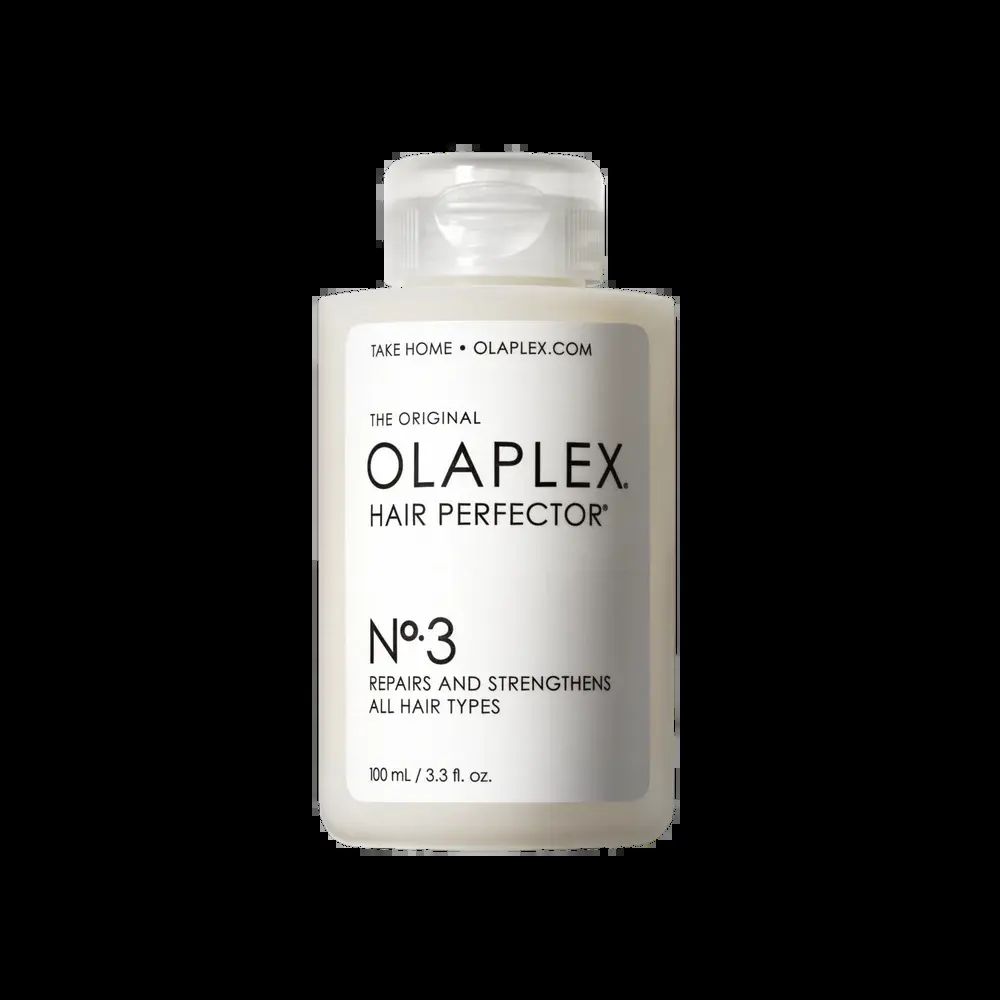 TAKE HOME • OLAPLEX.COM
THE ORIGINAL
OLAPLEX®
HAIR PERFECTOR®
Nº.3
REPAIRS AND STRENGTHENS
ALL HAIR TYPES
100 mL / 3.3 fl. oz.